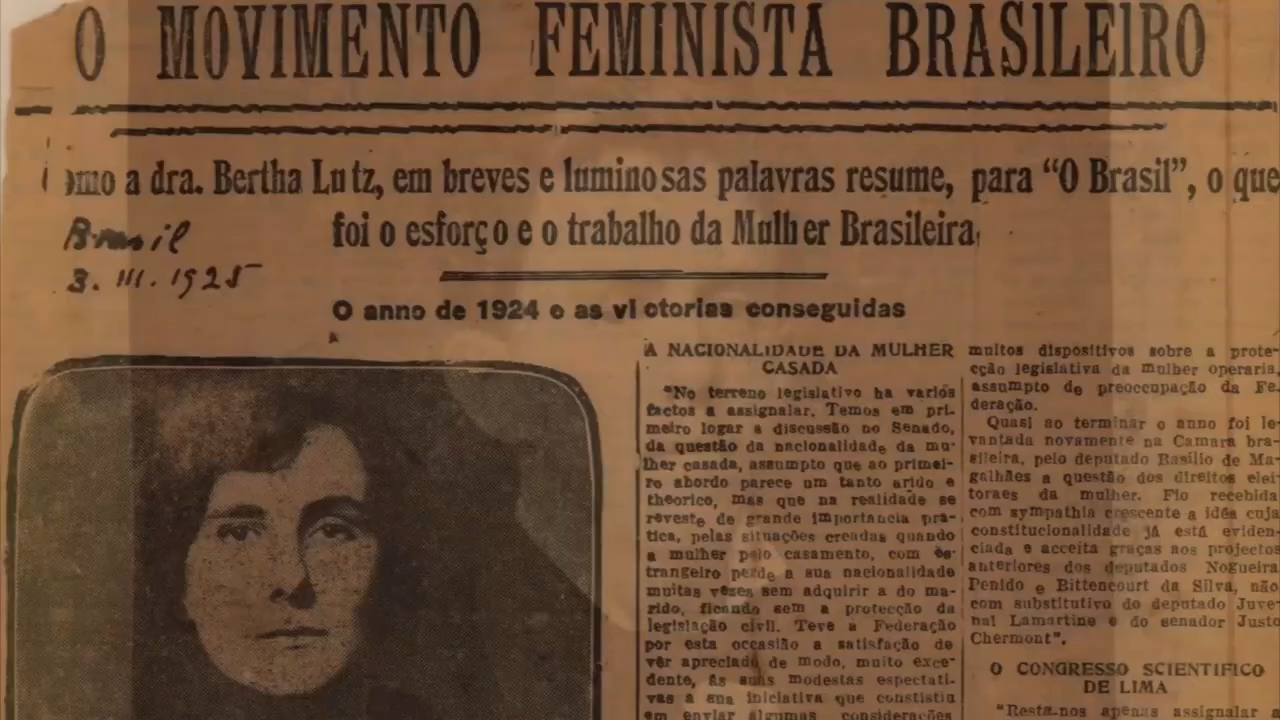 O MOVIMENTO FEMINISTA BRASILEIRO
omo a dra. Bertha Lutz, em breves e luminosas palavras resume, para “O Brasil”, o que
foi o esforço e o trabalho da Mulher Brasileira
Brasil
3. III. 1925
O anno de 1924 e as victorias conseguidas
A NACIONALIDADE DA MULHER
CASADA
"No terreno legislativo ha varios
factos a assignalar. Temos em pri-
meiro logar a discussão no Senado,
da questão da nacionalidade da mu-
lher casada, assumpto que ao primei-
ro abordo parece um tanto arido e
theorico, mas que na realidade se
reveste de grande importancia pra-
tica, pelas situações creadas quando
a mulher pelo casamento, com es-
trangeiro perde a sua nacionalidade
muitas vezes sem adquirir a do ma-
rido, ficando sem a protecção da
legislação civil. Teve a Federação
por esta occasião a satisfação de
vêr apreciado de modo, muito exce-
dente, ás suas modestas espectati-
vas a sua iniciativa que constistiu
em enviar algumas considerações
muitos dispositivos sobre a prote-
cção legislativa da mulher operaria,
assumpto de preoccupação da Fe-
deração.
Quasi ao terminar o anno foi le-
vantada novamente na Camara bra-
sileira, pelo deputado Basilio de Ma-
galhães a questão dos direitos elei-
toraes da mulher. Fio recebida
com sympathia crescente a idéa cuja
constitucionalidade já está eviden-
ciada e acceita graças aos projectos
anteriores dos deputados Nogueira
Penido e Bittencourt da Silva, não
com substitutivo do deputado Juve-
nal Lamartine e do senador Justo
Chermont".
O CONGRESSO SCIENTIFICO
DE LIMA
"Resta-nos apenas assignalar a